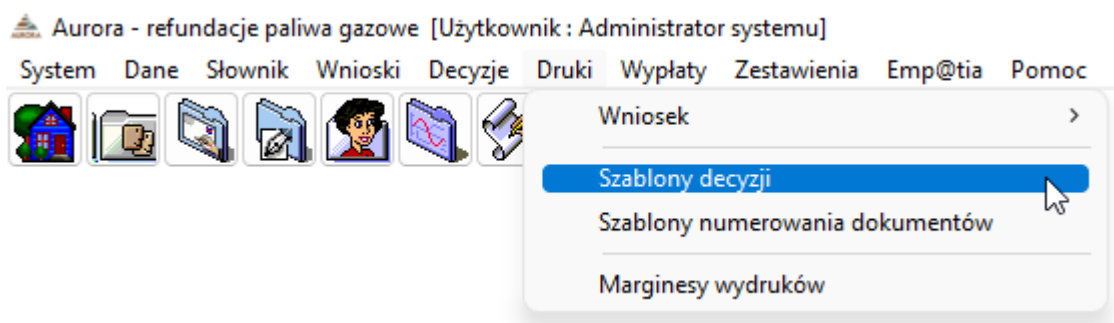 Aurora - refundacje paliwa gazowe [Użytkownik : Administrator systemu]
System Dane Słownik Wnioski Decyzje Druki Wypłaty Zestawienia Emp@tia Pomoc
Wniosek
Szablony decyzji
Szablony numerowania dokumentów
Marginesy wydruków